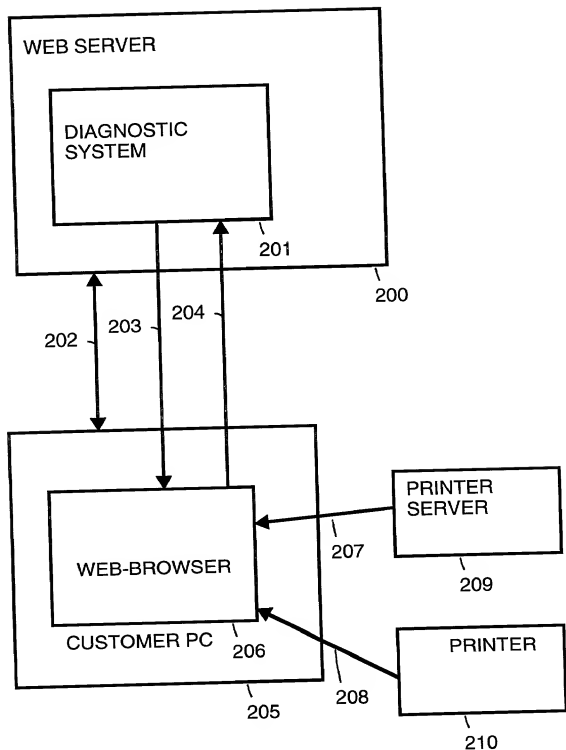 WEB SERVER
DIAGNOSTIC
SYSTEM
201
200
202
203
204
PRINTER
SERVER
207
209
WEB-BROWSER
206
CUSTOMER PC
PRINTER
208
205
210